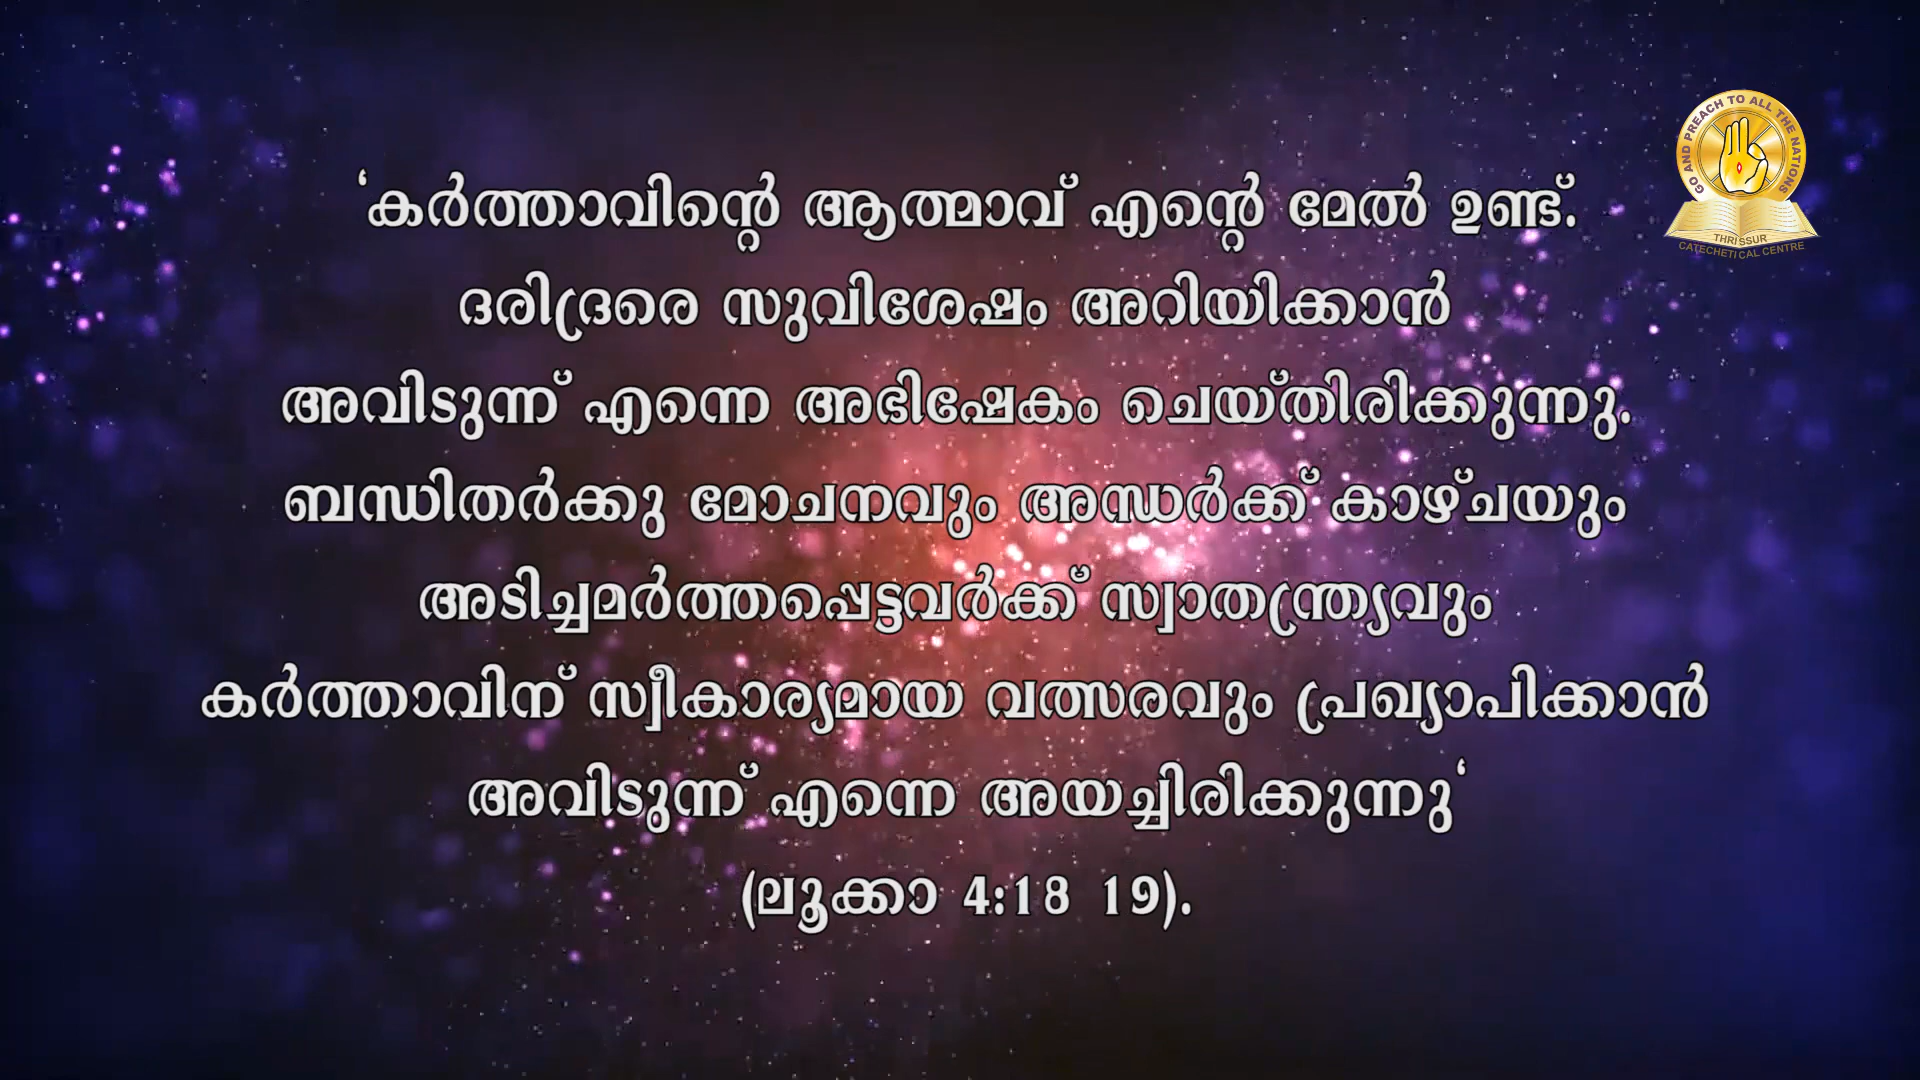 ‘കർത്താവിന്റെ ആത്മാവ് എന്റെ മേൽ ഉണ്ട്.
ദരിദ്രരെ സുവിശേഷം അറിയിക്കാൻ
അവിടുന്ന് എന്നെ അഭിഷേകം ചെയ്തിരിക്കുന്നു.
ബന്ധിതർക്കു മോചനവും അന്ധർക്ക് കാഴ്ചയും
അടിച്ചമർത്തപ്പെട്ടവർക്ക് സ്വാതന്ത്ര്യവും
കർത്താവിന് സ്വീകാര്യമായ വത്സരവും പ്രഖ്യാപിക്കാൻ
അവിടുന്ന് എന്നെ അയച്ചിരിക്കുന്നു‘
(ലൂക്കാ 4:18 19).
GO AND PREACH TO ALL THE NATIONS
THRISSUR
CATECHETICAL CENTRE